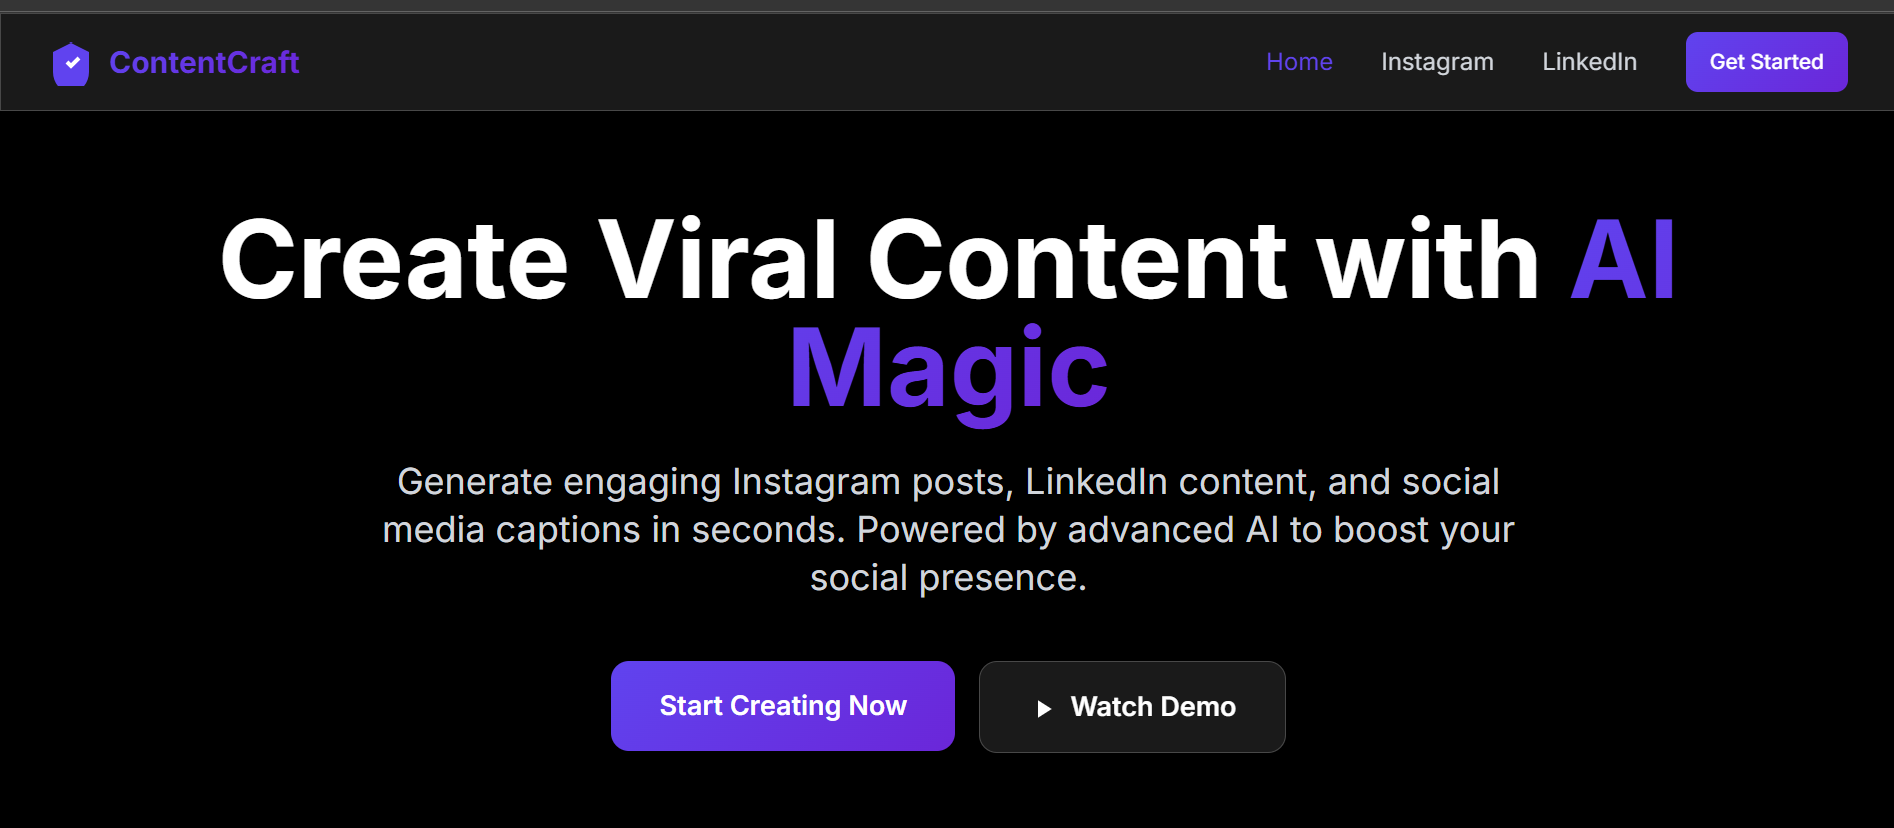 ContentCraft
Home
Instagram
LinkedIn
Get Started
Create Viral Content with AI
Magic
Generate engaging Instagram posts, LinkedIn content, and social
media captions in seconds. Powered by advanced AI to boost your
social presence.
Start Creating Now
Watch Demo